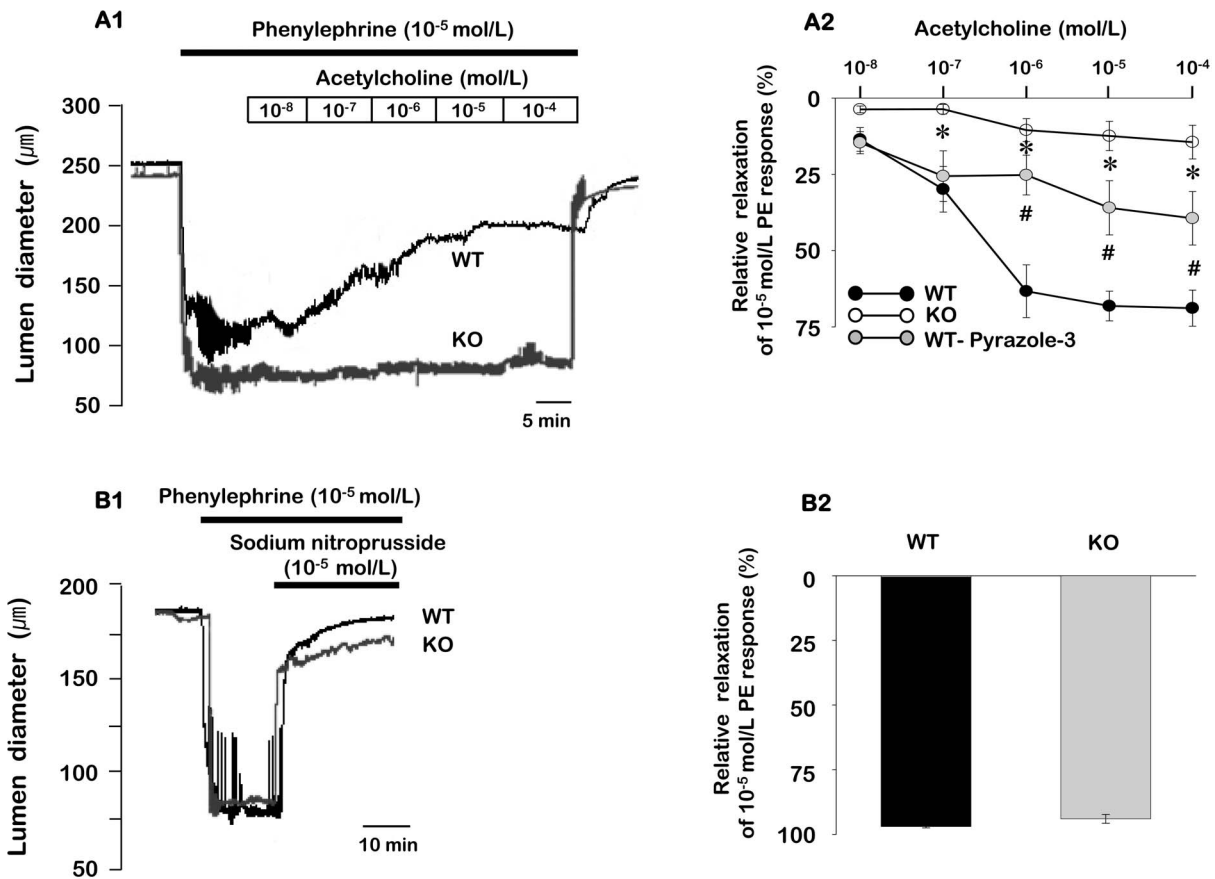 A1
Phenylephrine (10⁻⁵ mol/L)
Acetylcholine (mol/L)
10⁻⁸ 10⁻⁷ 10⁻⁶ 10⁻⁵ 10⁻⁴
Lumen diameter (㎛)
300
250
200
150
100
50
WT
KO
5 min
A2
Acetylcholine (mol/L)
10⁻⁸ 10⁻⁷ 10⁻⁶ 10⁻⁵ 10⁻⁴
Relative relaxation
of 10⁻⁵ mol/L PE response (%)
0
25
50
75
* * * *
# # #
WT
KO
WT- Pyrazole-3
B1
Phenylephrine (10⁻⁵ mol/L)
Sodium nitroprusside
(10⁻⁵ mol/L)
Lumen diameter (㎛)
200
150
100
50
WT
KO
10 min
B2
WT KO
Relative relaxation
of 10⁻⁵ mol/L PE response (%)
0
25
50
75
100